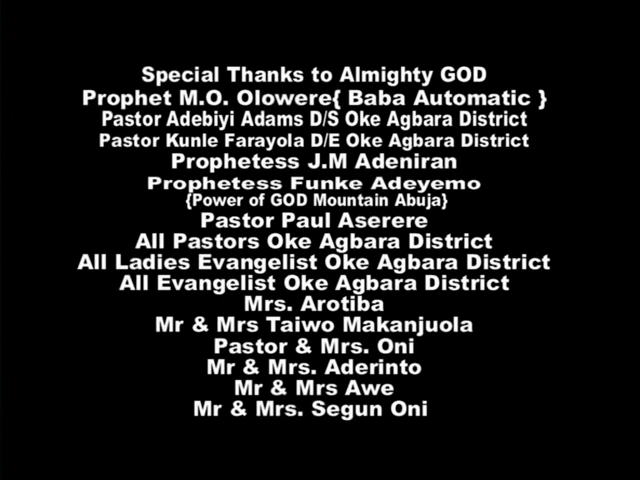 Special Thanks to Almighty GOD
Prophet M.O. Olowere{ Baba Automatic }
Pastor Adebiyi Adams D/S Oke Agbara District
Pastor Kunle Farayola D/E Oke Agbara District
Prophetess J.M Adeniran
Prophetess Funke Adeyemo
{Power of GOD Mountain Abuja}
Pastor Paul Aserere
All Pastors Oke Agbara District
All Ladies Evangelist Oke Agbara District
All Evangelist Oke Agbara District
Mrs. Arotiba
Mr & Mrs Taiwo Makanjuola
Pastor & Mrs. Oni
Mr & Mrs. Aderinto
Mr & Mrs Awe
Mr & Mrs. Segun Oni